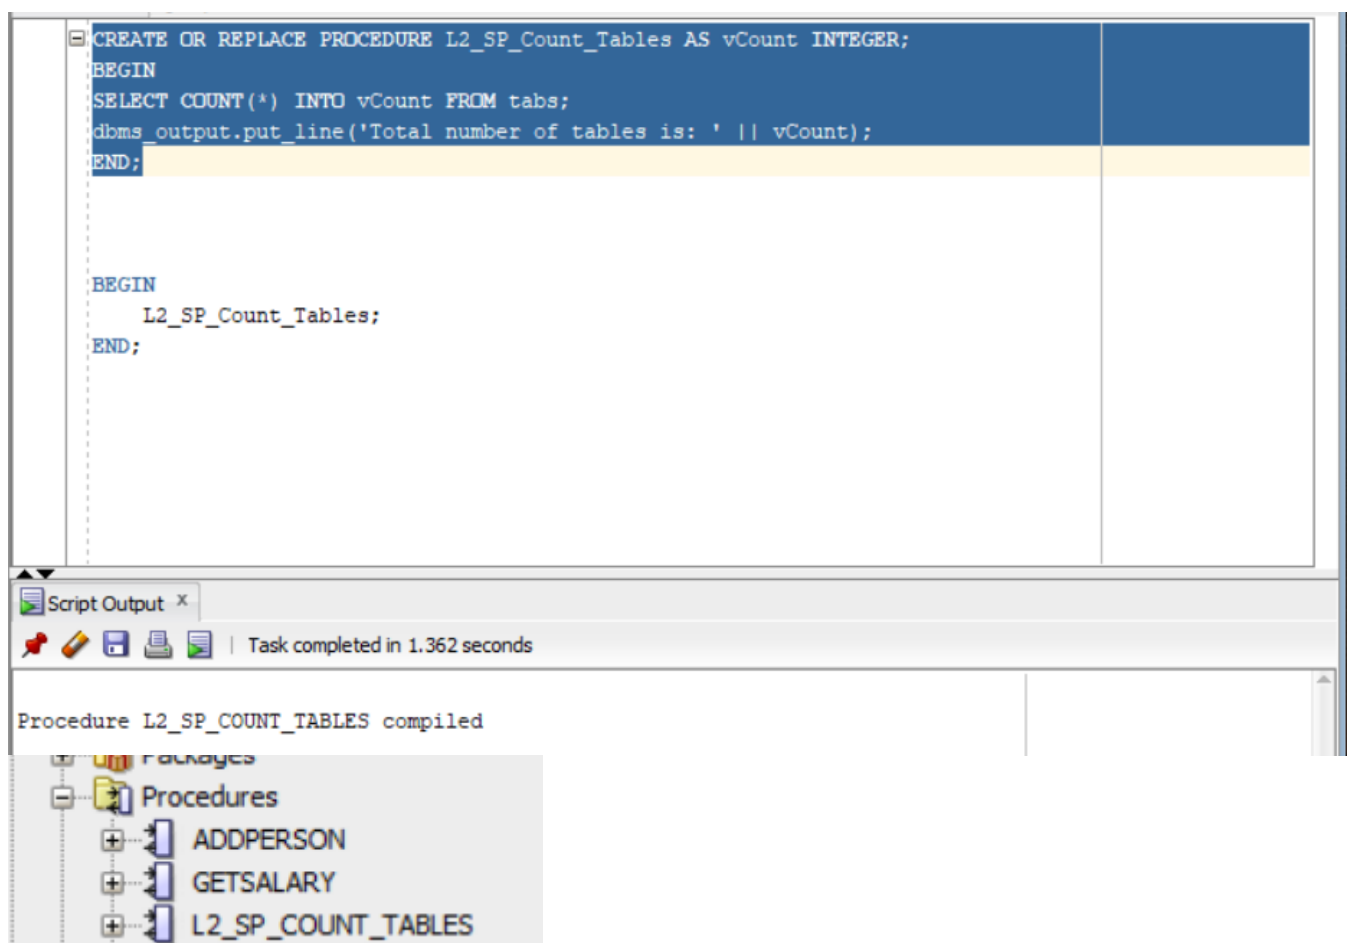 CREATE OR REPLACE PROCEDURE L2_SP_Count_Tables AS vCount INTEGER;
BEGIN
SELECT COUNT(*) INTO vCount FROM tabs;
dbms_output.put_line('Total number of tables is: ' || vCount);
END;
BEGIN
L2_SP_Count_Tables;
END;
Script Output x
Task completed in 1.362 seconds
Procedure L2_SP_COUNT_TABLES compiled
Packages
Procedures
ADDPERSON
GETSALARY
L2_SP_COUNT_TABLES